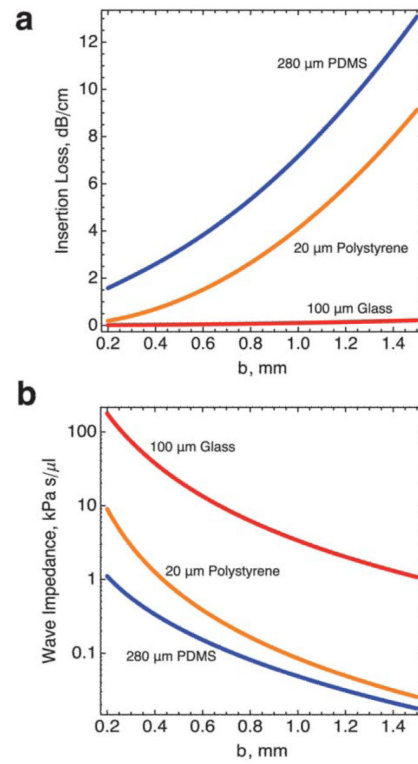 a
12
10
8
6
4
2
0
Insertion Loss, dB/cm
280 μm PDMS
20 μm Polystyrene
100 μm Glass
0.2 0.4 0.6 0.8 1.0 1.2 1.4
b, mm
b
100
10
1
0.1
Wave Impedance, kPa s/μl
100 μm Glass
20 μm Polystyrene
280 μm PDMS
0.2 0.4 0.6 0.8 1.0 1.2 1.4
b, mm